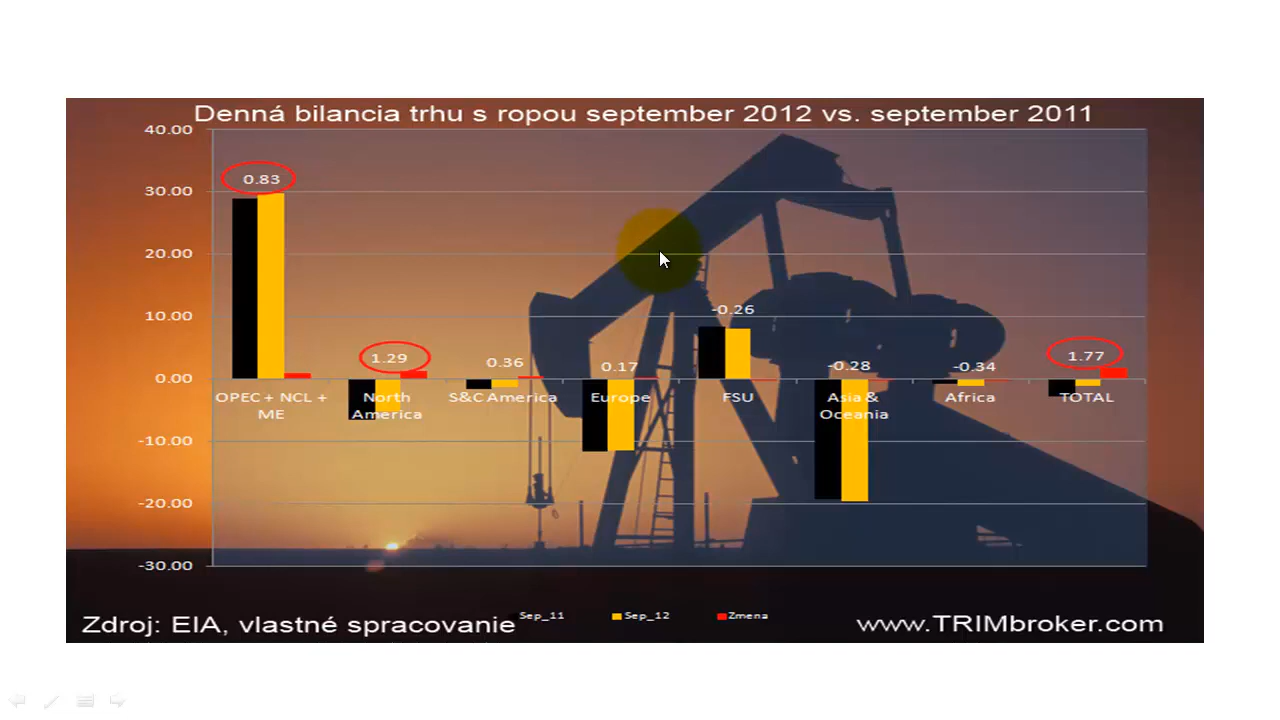 Denná bilancia trhu s ropou september 2012 vs. september 2011
40.00
30.00
20.00
10.00
0.00
-10.00
-20.00
-30.00
0.83
1.29
0.36
0.17
-0.26
-0.28
-0.34
1.77
OPEC + NCL +
ME
North
America
S&C America
Europe
FSU
Asia &
Oceania
Africa
TOTAL
Sep_11
Sep_12
Zmena
Zdroj: EIA, vlastné spracovanie
www.TRIMbroker.com